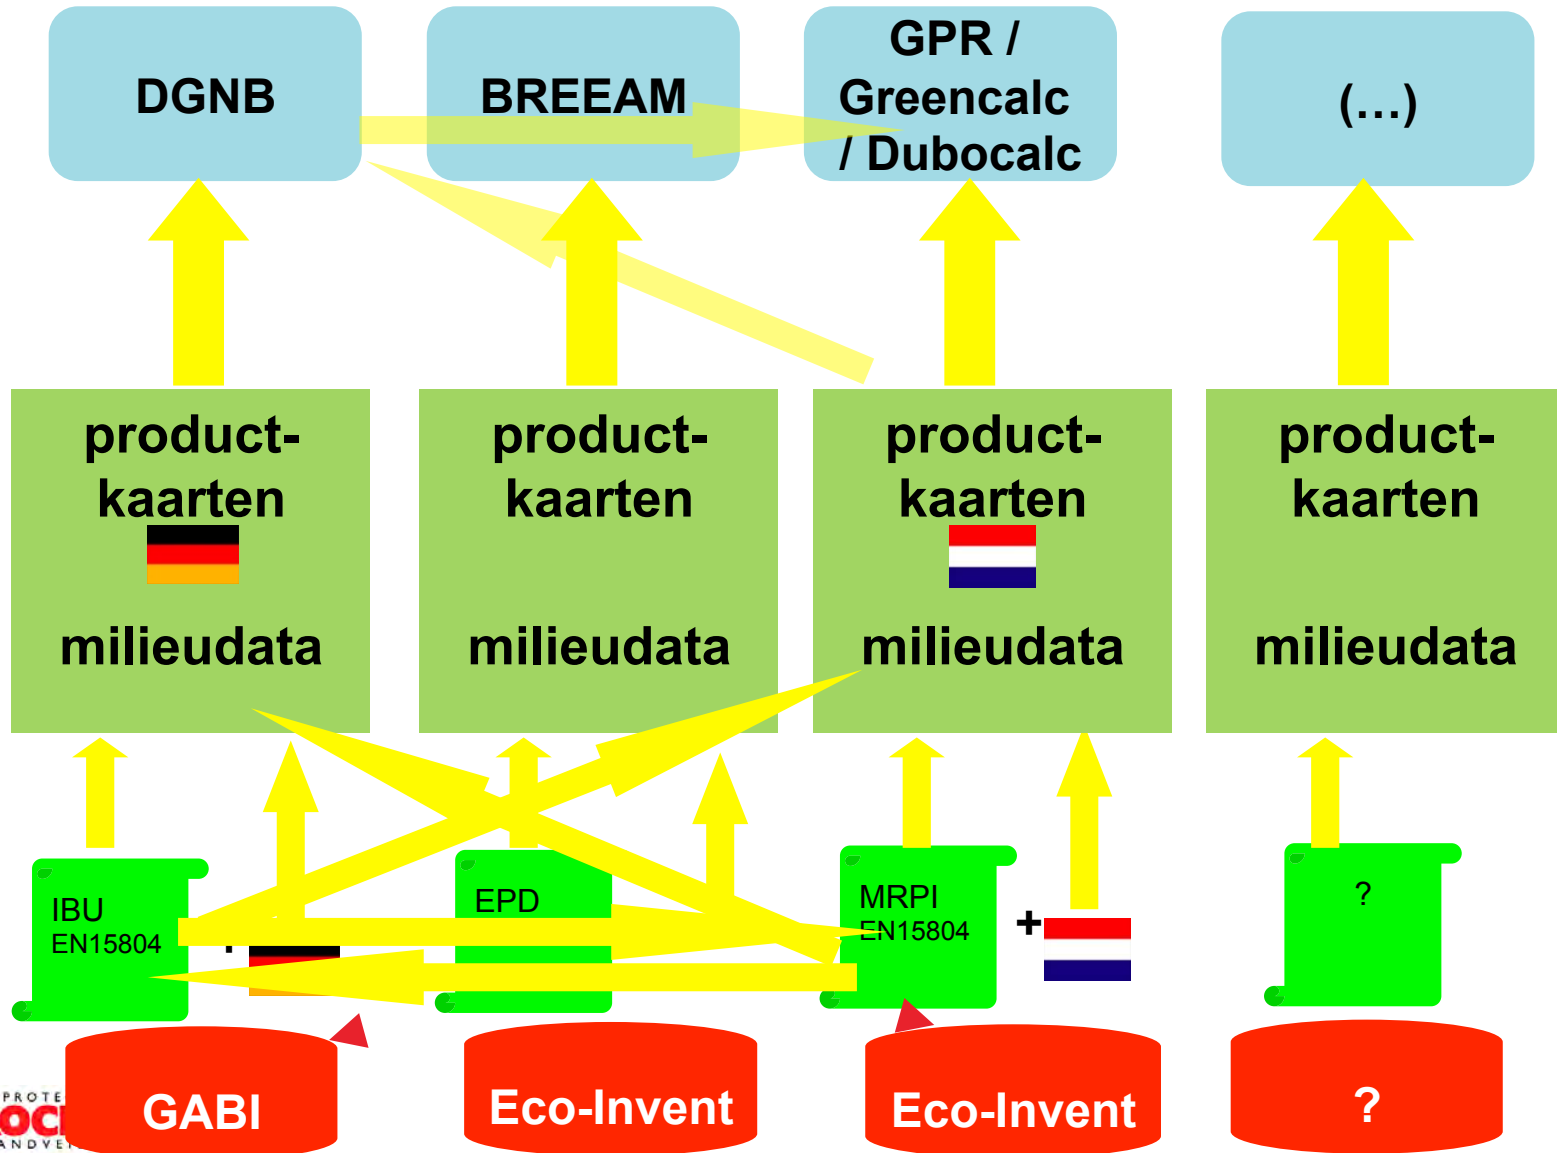 DGNB
BREEAM
GPR /
Greencalc
/ Dubocalc
(…)
product-
kaarten
milieudata
product-
kaarten
milieudata
product-
kaarten
milieudata
product-
kaarten
milieudata
IBU
EN15804
+
EPD
MRPI
EN15804
+
?
GABI
Eco-Invent
Eco-Invent
?